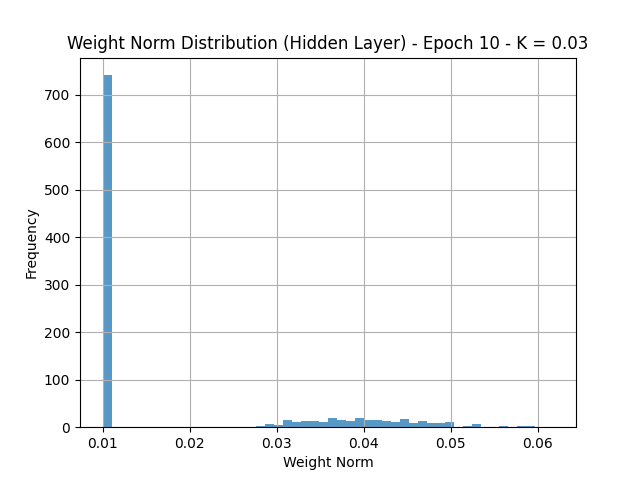 Weight Norm Distribution (Hidden Layer) - Epoch 10 - K = 0.03
700
600
500
400
300
200
100
0
Frequency
0.01 0.02 0.03 0.04 0.05 0.06
Weight Norm